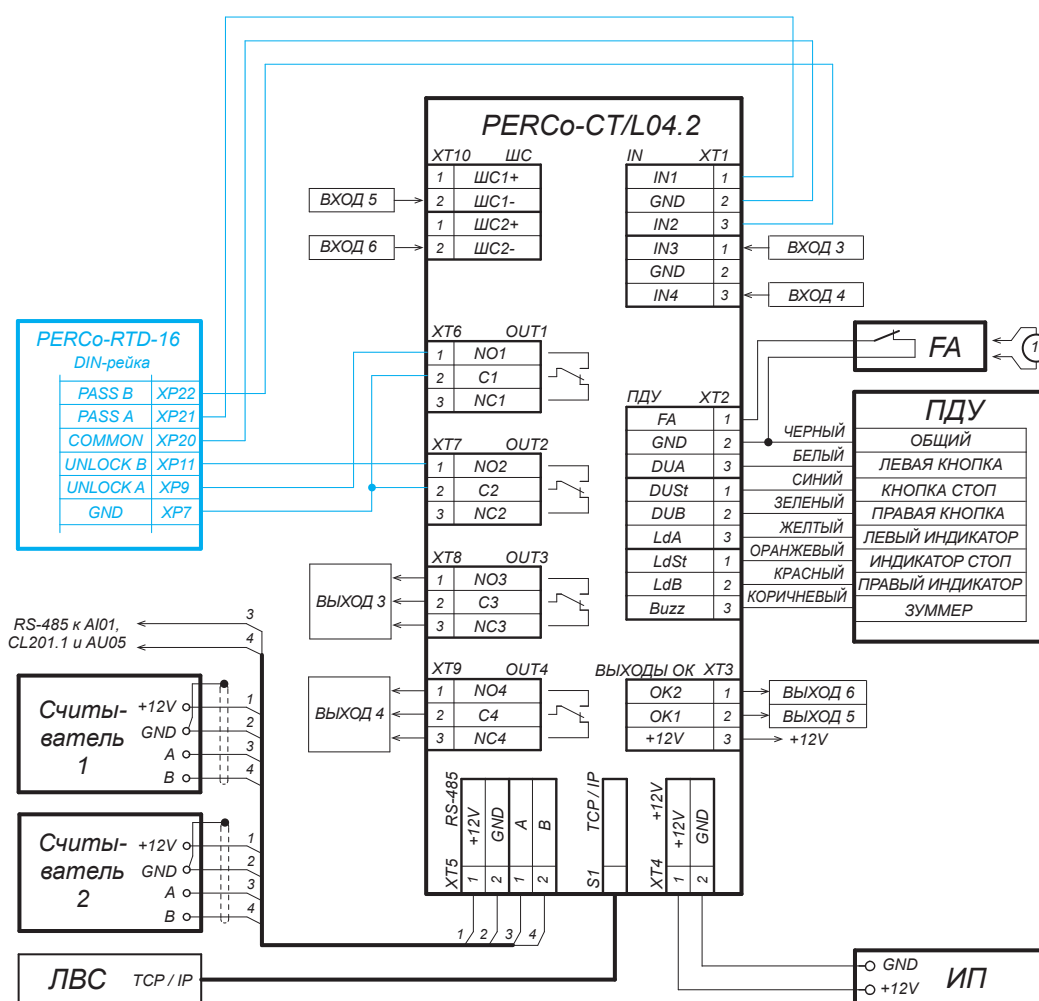 PERCo-CT/L04.2
XT10 ШС
1 ШС1+
2 ШС1-
1 ШС2+
2 ШС2-
ВХОД 5
ВХОД 6
IN XT1
IN1 1
GND 2
IN2 3
IN3 1
GND 2
IN4 3
ВХОД 3
ВХОД 4
PERCo-RTD-16
DIN-рейка
PASS B XP22
PASS A XP21
COMMON XP20
UNLOCK B XP11
UNLOCK A XP9
GND XP7
XT6 OUT1
1 NO1
2 C1
3 NC1
XT7 OUT2
1 NO2
2 C2
3 NC2
XT8 OUT3
1 NO3
2 C3
3 NC3
ВЫХОД 3
XT9 OUT4
1 NO4
2 C4
3 NC4
ВЫХОД 4
FA
1
ПДУ XT2
FA 1
GND 2
DUA 3
DUSt 1
DUB 2
LdA 3
LdSt 1
LdB 2
Buzz 3
ЧЕРНЫЙ
БЕЛЫЙ
СИНИЙ
ЗЕЛЕНЫЙ
ЖЕЛТЫЙ
ОРАНЖЕВЫЙ
КРАСНЫЙ
КОРИЧНЕВЫЙ
ПДУ
ОБЩИЙ
ЛЕВАЯ КНОПКА
КНОПКА СТОП
ПРАВАЯ КНОПКА
ЛЕВЫЙ ИНДИКАТОР
ИНДИКАТОР СТОП
ПРАВЫЙ ИНДИКАТОР
ЗУММЕР
ВЫХОДЫ ОК XT3
OK2 1
OK1 2
+12V 3
ВЫХОД 6
ВЫХОД 5
+12V
RS-485 к AI01,
CL201.1 и AU05
3
4
Считы-
ватель
1
+12V 1
GND 2
A 3
B 4
Считы-
ватель
2
+12V 1
GND 2
A 3
B 4
XT5 RS-485
1 +12V
2 GND
1 A
2 B
1 2 3 4
S1 TCP / IP
XT4 +12V
1 +12V
2 GND
ЛВС TCP / IP
GND
+12V
ИП